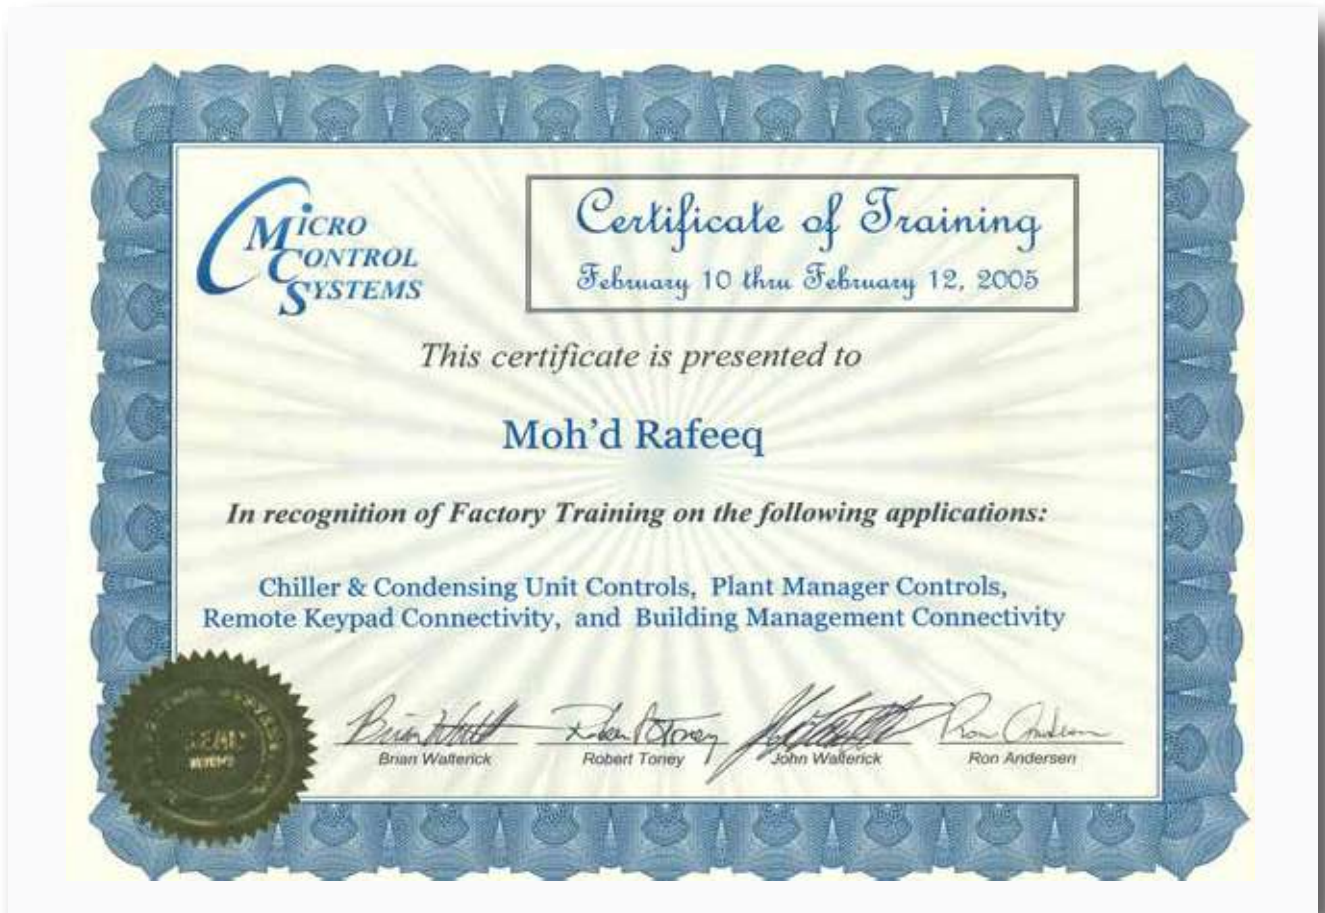 MICRO
CONTROL
SYSTEMS
Certificate of Training
February 10 thru February 12, 2005
This certificate is presented to
Moh'd Rafeeq
In recognition of Factory Training on the following applications:
Chiller & Condensing Unit Controls, Plant Manager Controls,
Remote Keypad Connectivity, and Building Management Connectivity
Brian Walterick
Robert Toney
John Walterick
Ron Andersen